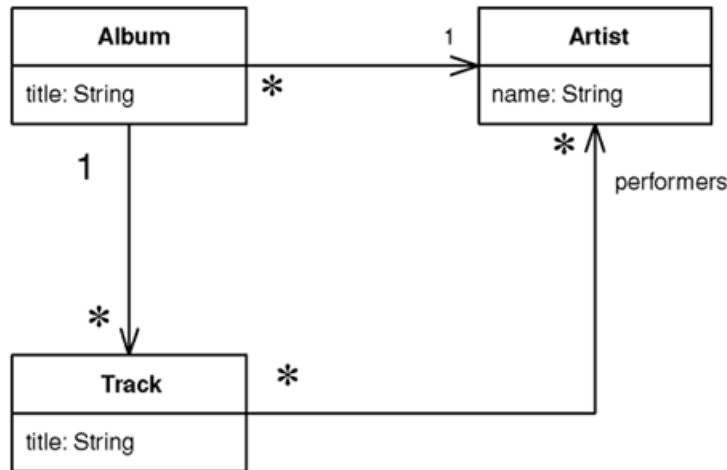 Album
1
Artist
title: String
*
name: String
1
*
performers
*
Track
*
title: String